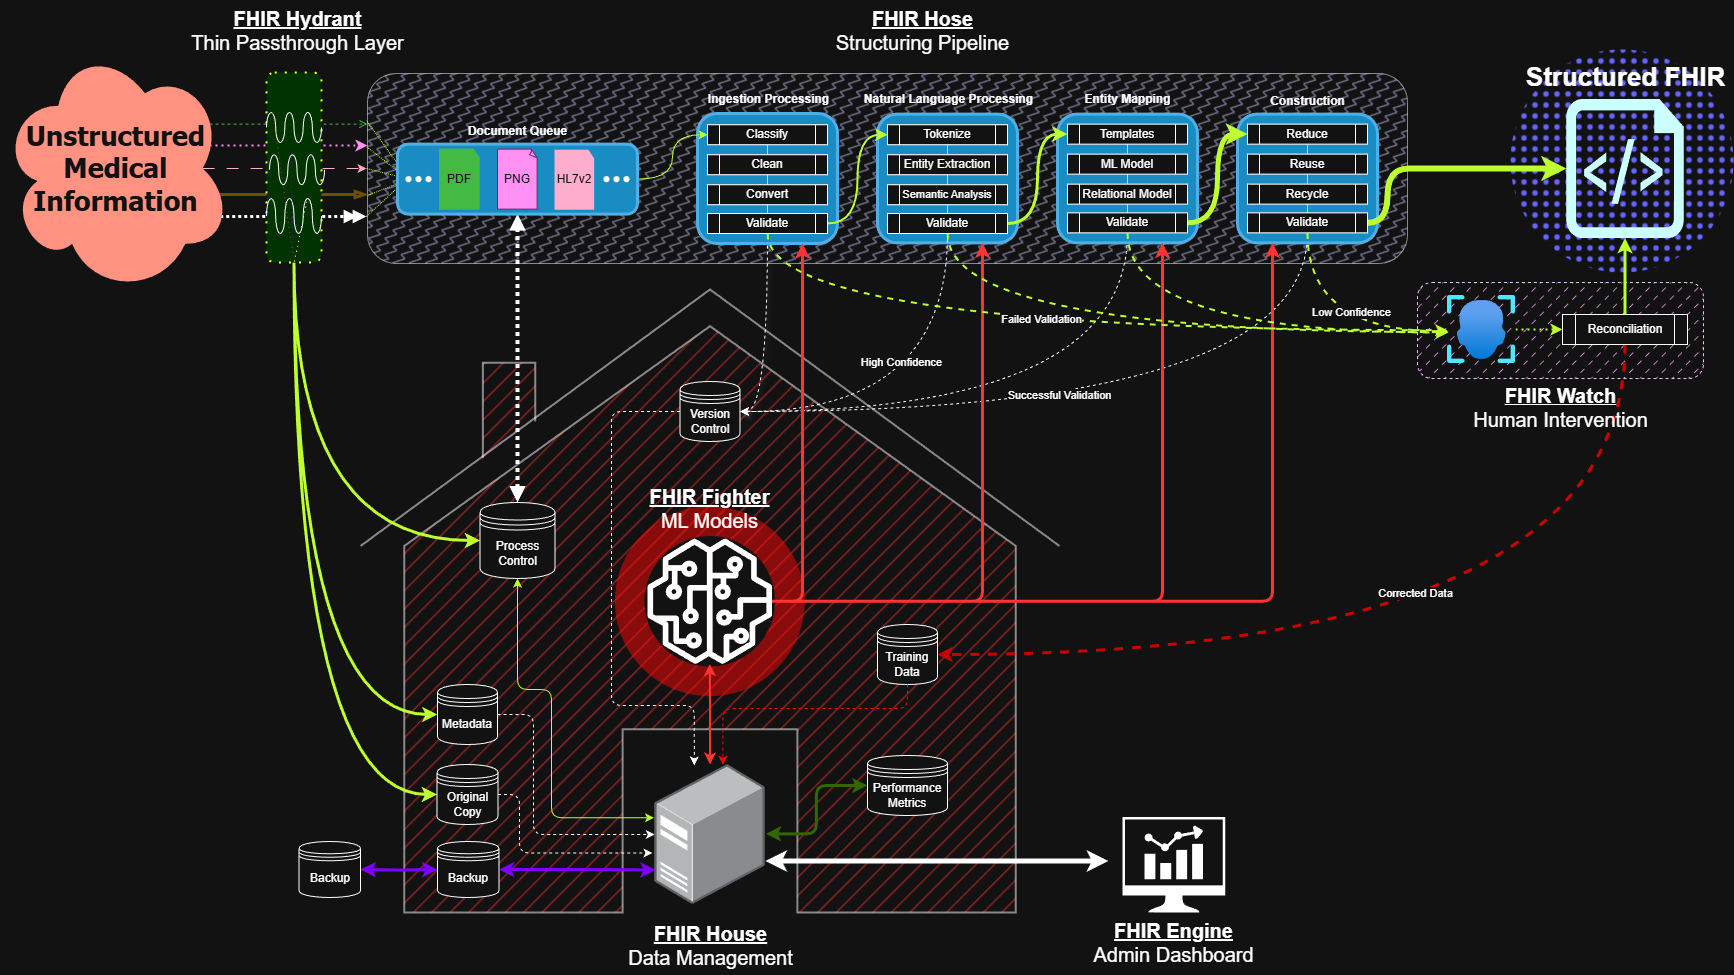 FHIR Hydrant
Thin Passthrough Layer
FHIR Hose
Structuring Pipeline
Unstructured
Medical
Information
Document Queue
PDF
PNG
HL7v2
Ingestion Processing
Classify
Clean
Convert
Validate
Natural Language Processing
Tokenize
Entity Extraction
Semantic Analysis
Validate
Entity Mapping
Templates
ML Model
Relational Model
Validate
Construction
Reduce
Reuse
Recycle
Validate
Structured FHIR
</>
Failed Validation
Low Confidence
High Confidence
Successful Validation
Reconciliation
FHIR Watch
Human Intervention
Version
Control
FHIR Fighter
ML Models
Process
Control
Corrected Data
Training
Data
Metadata
Original
Copy
Performance
Metrics
Backup
Backup
FHIR House
Data Management
FHIR Engine
Admin Dashboard